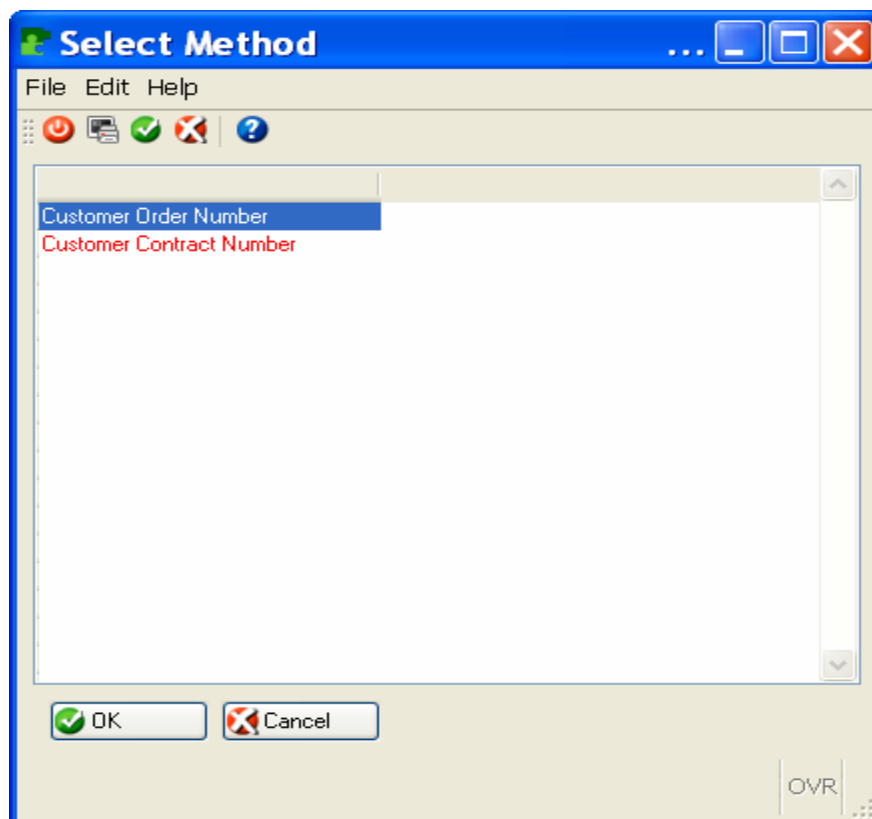 Select Method ...
File Edit Help
Customer Order Number
Customer Contract Number
OK Cancel
OVR